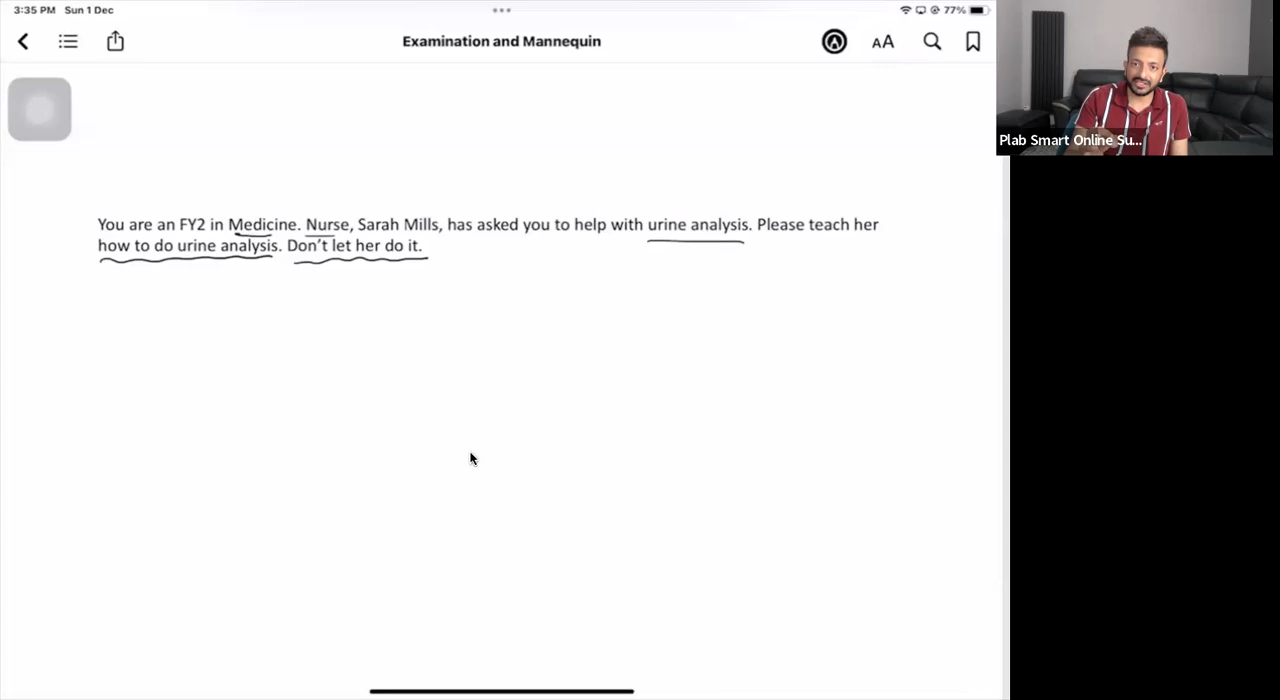 3:35 PM Sun 1 Dec
77%
Examination and Mannequin
AA
Plab Smart Online Su...
You are an FY2 in Medicine. Nurse, Sarah Mills, has asked you to help with urine analysis. Please teach her
how to do urine analysis. Don't let her do it.